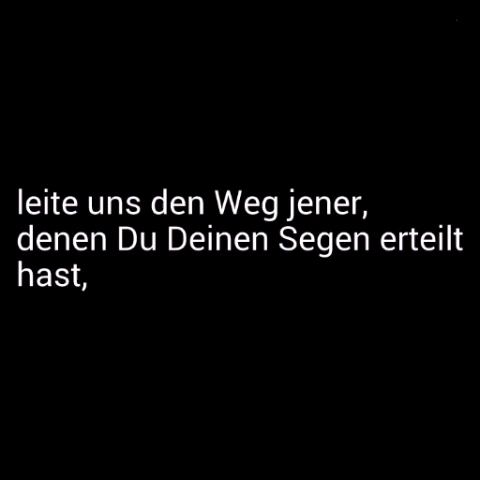 leite uns den Weg jener,
denen Du Deinen Segen erteilt
hast,